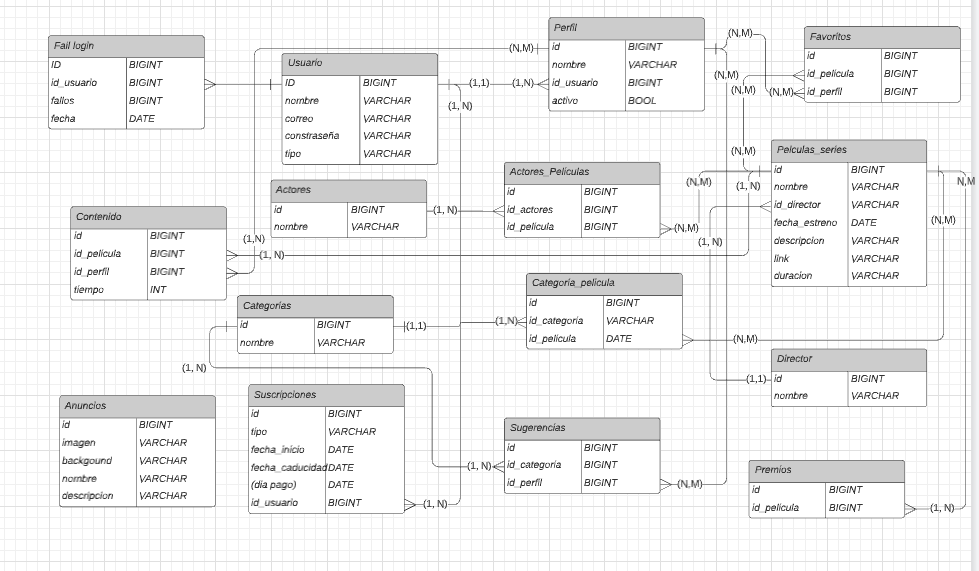 Fail login
ID BIGINT
id_usuario BIGINT
fallos BIGINT
fecha DATE
Usuario
ID BIGINT
nombre VARCHAR
correo VARCHAR
constraseña VARCHAR
tipo VARCHAR
Perfil
id BIGINT
nombre VARCHAR
id_usuario BIGINT
activo BOOL
Favoritos
id BIGINT
id_pelicula BIGINT
id_perfil BIGINT
(N,M)
(N,M)
(N,M)
(N,M)
(N,M)
(1,1)
(1,N)
(1, N)
(N,M)
Actores
id BIGINT
nombre VARCHAR
(1, N)
Actores_Peliculas
id BIGINT
id_actores BIGINT
id_pelicula BIGINT
(N,M)
(N,M)
(1, N)
(1, N)
Pelculas_series
id BIGINT
nombre VARCHAR
id_director VARCHAR
fecha_estreno DATE
descripcion VARCHAR
link VARCHAR
duracion VARCHAR
(N,M
(N,M)
Contenido
id BIGINT
id_pelicula BIGINT
id_perfil BIGINT
tiempo INT
(1,N)
(1, N)
Categorias
id BIGINT
nombre VARCHAR
(1,1)
(1, N)
Categoria_pelicula
id BIGINT
id_categoria VARCHAR
id_pelicula DATE
(1,N)
(N,M)
Director
id BIGINT
nombre VARCHAR
(1,1)
Anuncios
id BIGINT
imagen VARCHAR
backgound VARCHAR
nombre VARCHAR
descripcion VARCHAR
Suscripciones
id BIGINT
tipo VARCHAR
fecha_inicio DATE
fecha_caducidad DATE
(dia pago) DATE
id_usuario BIGINT
(1, N)
Sugerencias
id BIGINT
id_categoria BIGINT
id_perfil BIGINT
(1, N)
(N,M)
Premios
id BIGINT
id_pelicula BIGINT
(1, N)